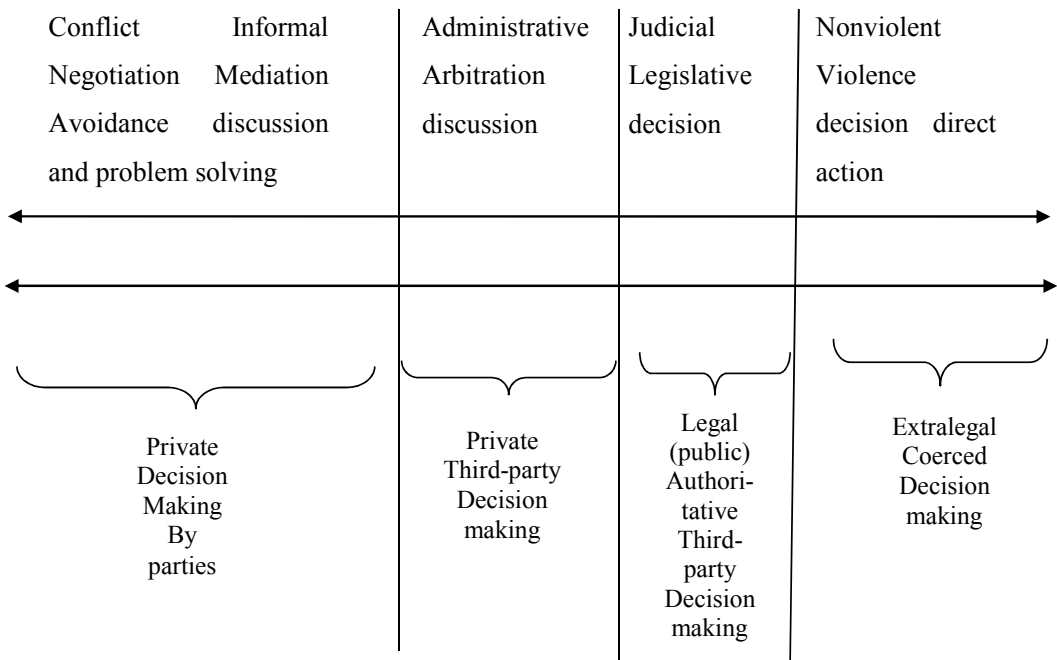 Conflict Informal
Negotiation Mediation
Avoidance discussion
and problem solving
Administrative
Arbitration
discussion
Judicial
Legislative
decision
Nonviolent
Violence
decision direct
action
Private
Decision
Making
By
parties
Private
Third-party
Decision
making
Legal
(public)
Authori-
tative
Third-
party
Decision
making
Extralegal
Coerced
Decision
making